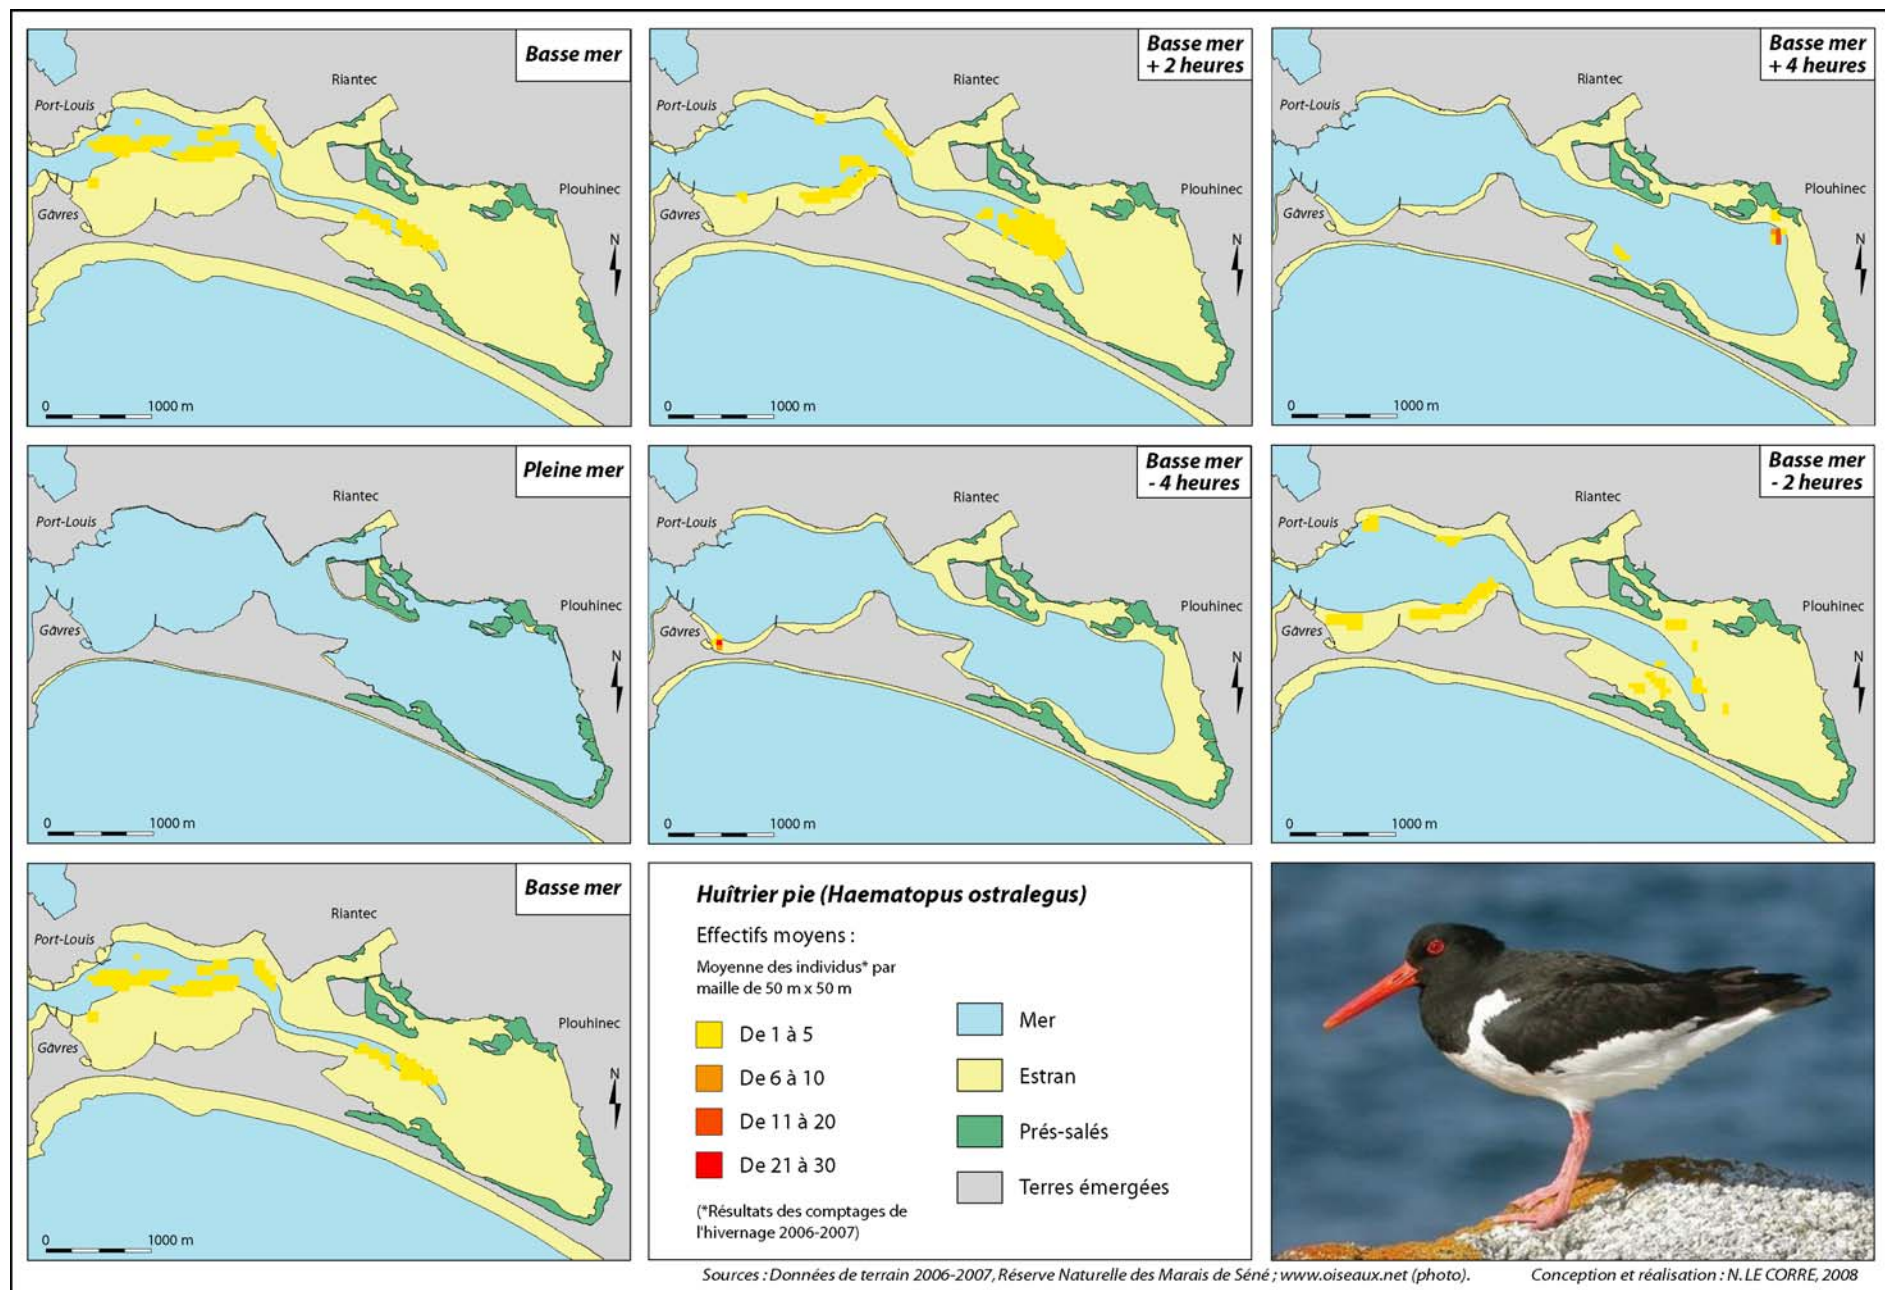 Basse mer
Riantec
Port-Louis
Plouhinec
Gâvres
N
0 1000 m
Basse mer
+ 2 heures
Riantec
Port-Louis
Plouhinec
Gâvres
N
0 1000 m
Basse mer
+ 4 heures
Riantec
Port-Louis
Plouhinec
Gâvres
N
0 1000 m
Pleine mer
Riantec
Port-Louis
Plouhinec
Gâvres
N
0 1000 m
Basse mer
- 4 heures
Riantec
Port-Louis
Plouhinec
Gâvres
N
0 1000 m
Basse mer
- 2 heures
Riantec
Port-Louis
Plouhinec
Gâvres
N
0 1000 m
Basse mer
Riantec
Port-Louis
Plouhinec
Gâvres
N
0 1000 m
Huîtrier pie (Haematopus ostralegus)
Effectifs moyens :
Moyenne des individus* par
maille de 50 m x 50 m
De 1 à 5
De 6 à 10
De 11 à 20
De 21 à 30
(*Résultats des comptages de
l'hivernage 2006-2007)
Mer
Estran
Prés-salés
Terres émergées
Sources : Données de terrain 2006-2007, Réserve Naturelle des Marais de Séné ; www.oiseaux.net (photo).
Conception et réalisation : N. LE CORRE, 2008